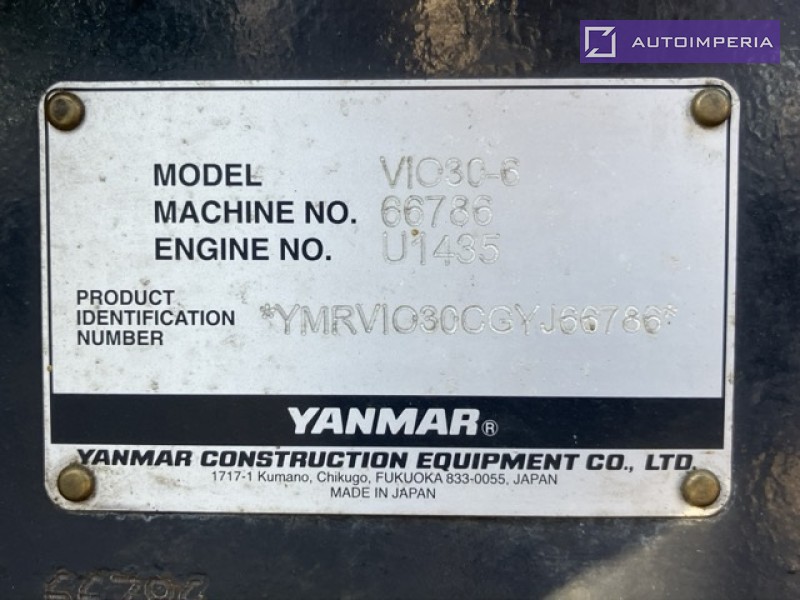 AUTOIMPERIA
MODEL VIO30-6
MACHINE NO. 66786
ENGINE NO. U1435
PRODUCT
IDENTIFICATION
NUMBER
*YMRVIO30CGYJ66786*
YANMAR®
YANMAR CONSTRUCTION EQUIPMENT CO., LTD.
1717-1 Kumano, Chikugo, FUKUOKA 833-0055, JAPAN
MADE IN JAPAN